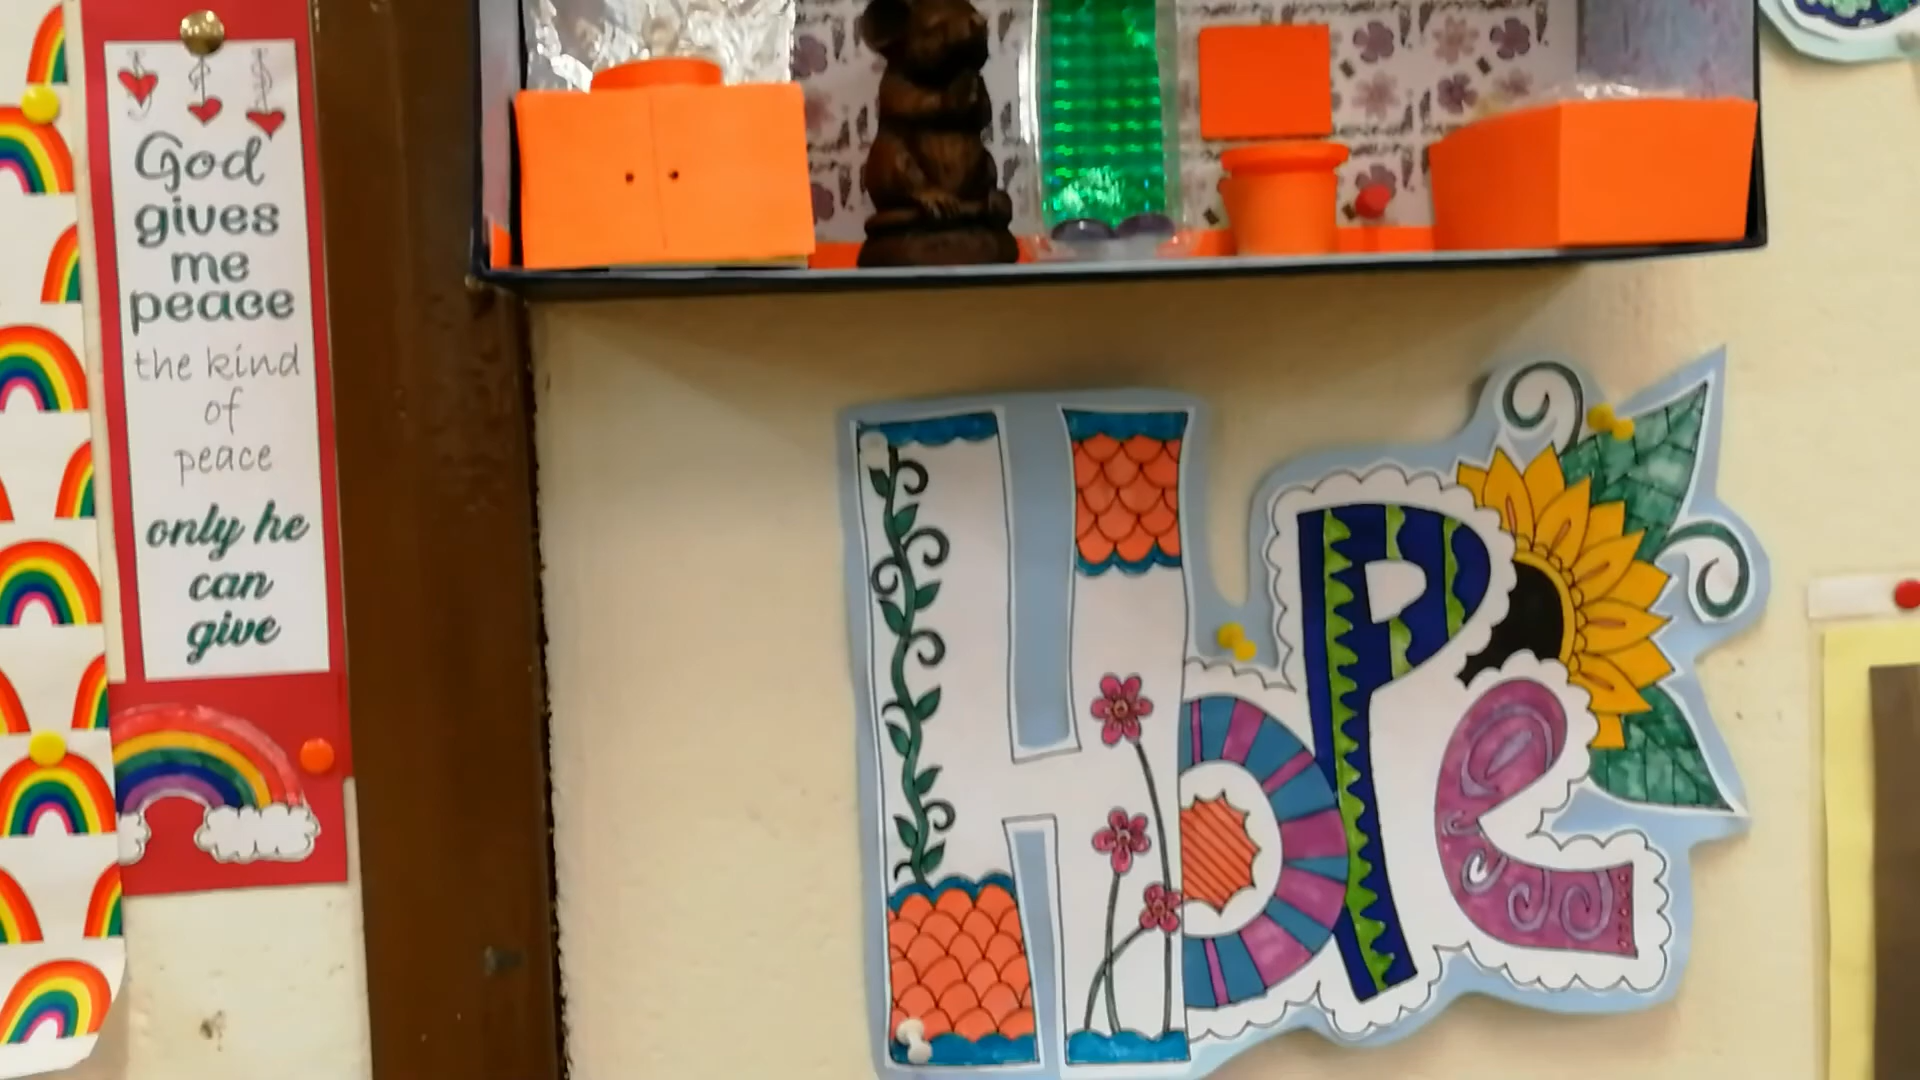 God
gives
me
peace
the kind
of
peace
only he
can
give
HoPe